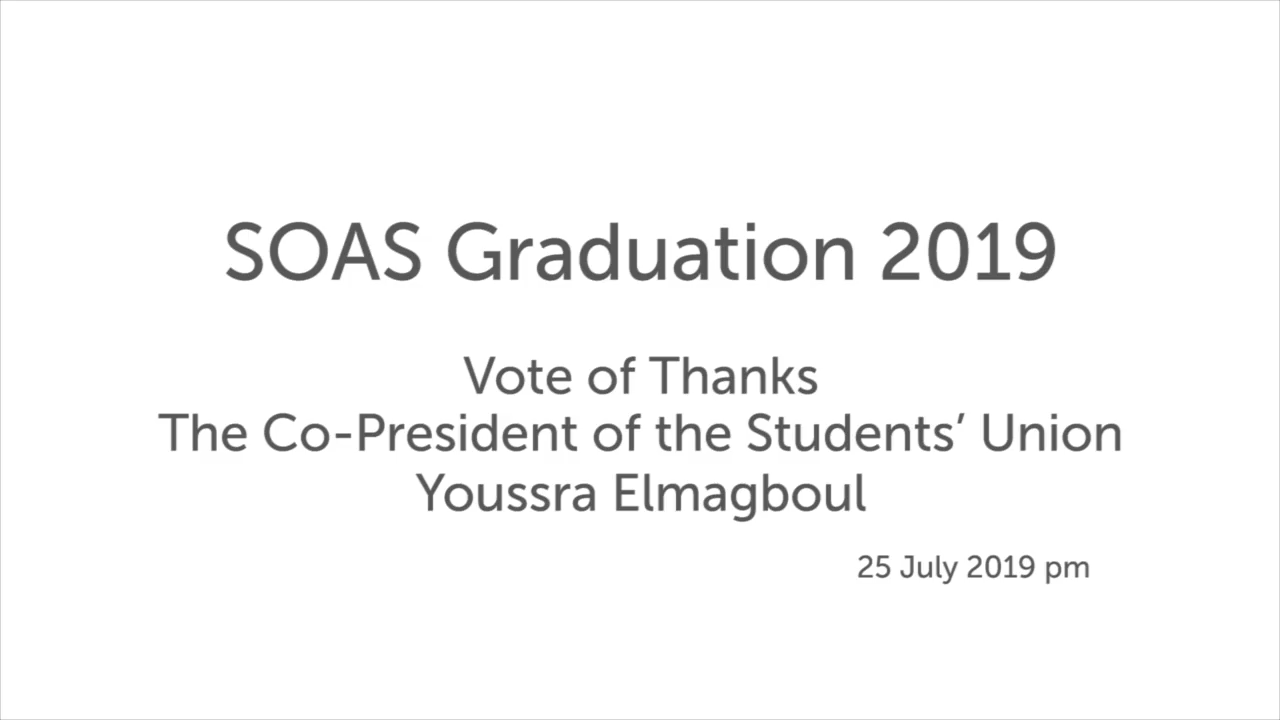 SOAS Graduation 2019
Vote of Thanks
The Co-President of the Students’ Union
Youssra Elmagboul
25 July 2019 pm